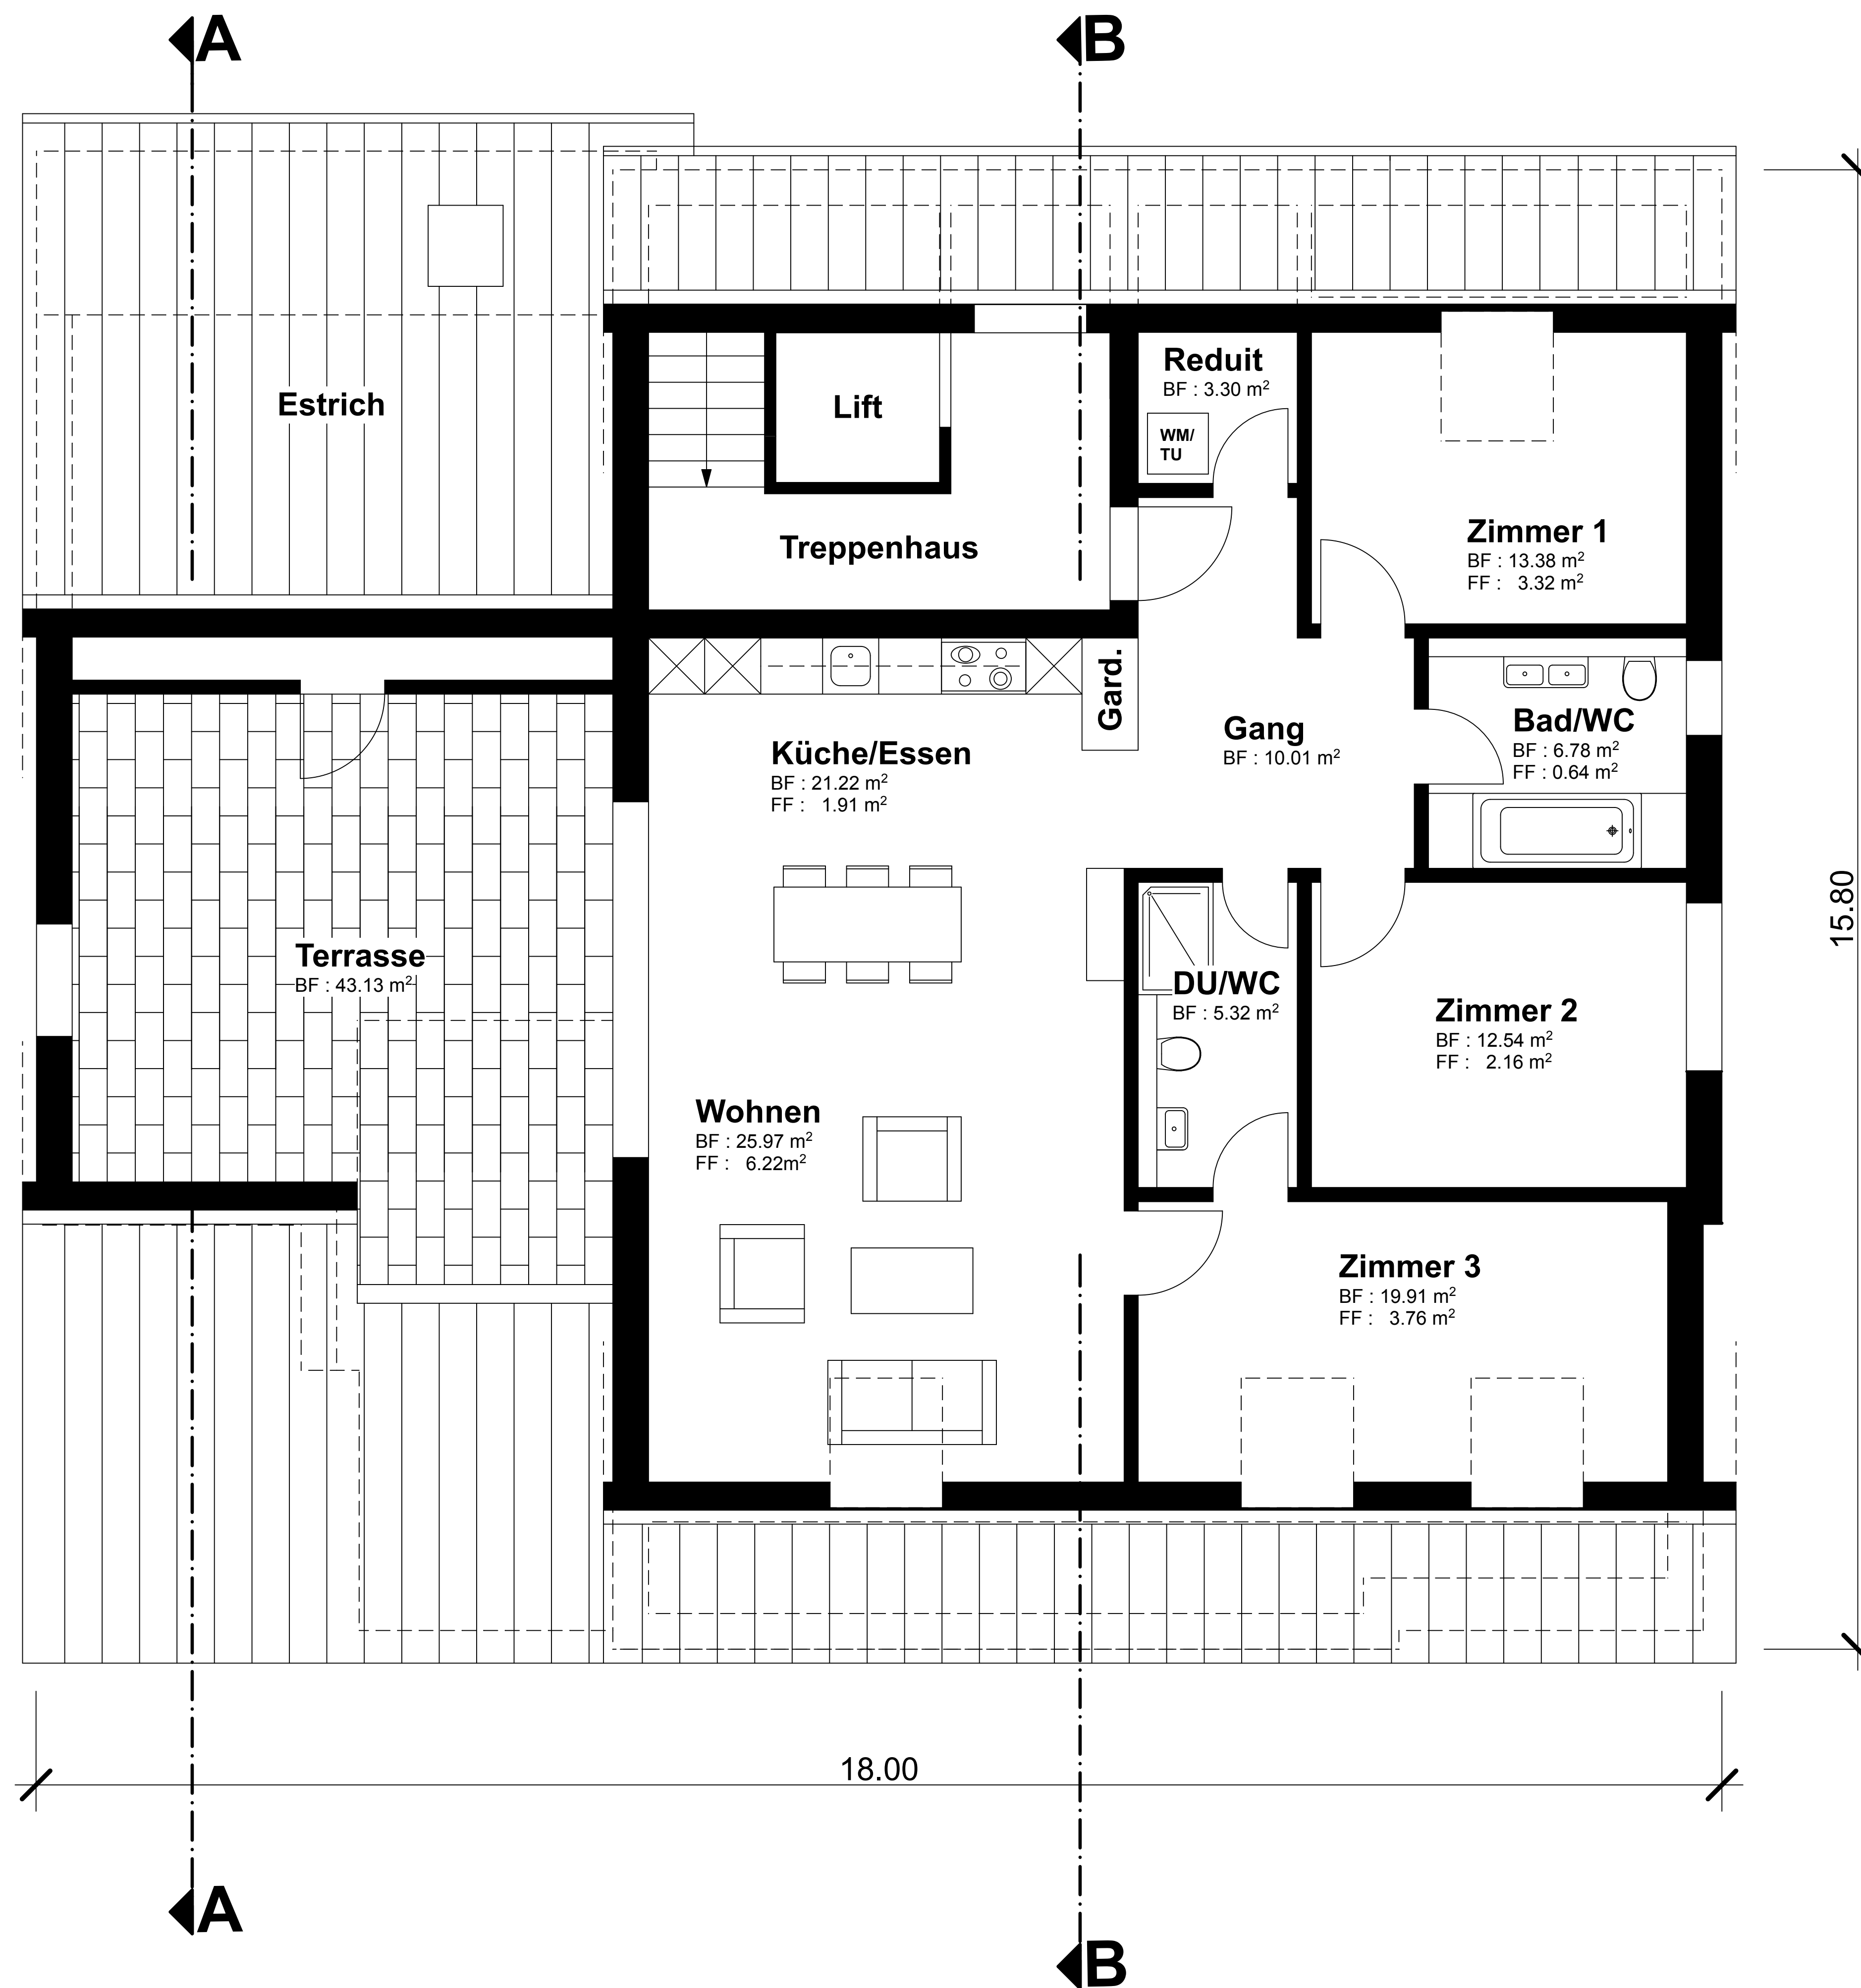 A
B
Estrich
Lift
Treppenhaus
Reduit
BF : 3.30 m²
WM/
TU
Zimmer 1
BF : 13.38 m²
FF :   3.32 m²
Gard.
Küche/Essen
BF : 21.22 m²
FF :   1.91 m²
Gang
BF : 10.01 m²
Bad/WC
BF : 6.78 m²
FF : 0.64 m²
Terrasse
BF : 43.13 m²
DU/WC
BF : 5.32 m²
Zimmer 2
BF : 12.54 m²
FF :   2.16 m²
15.80
Wohnen
BF : 25.97 m²
FF :   6.22m²
Zimmer 3
BF : 19.91 m²
FF :   3.76 m²
18.00
A
B